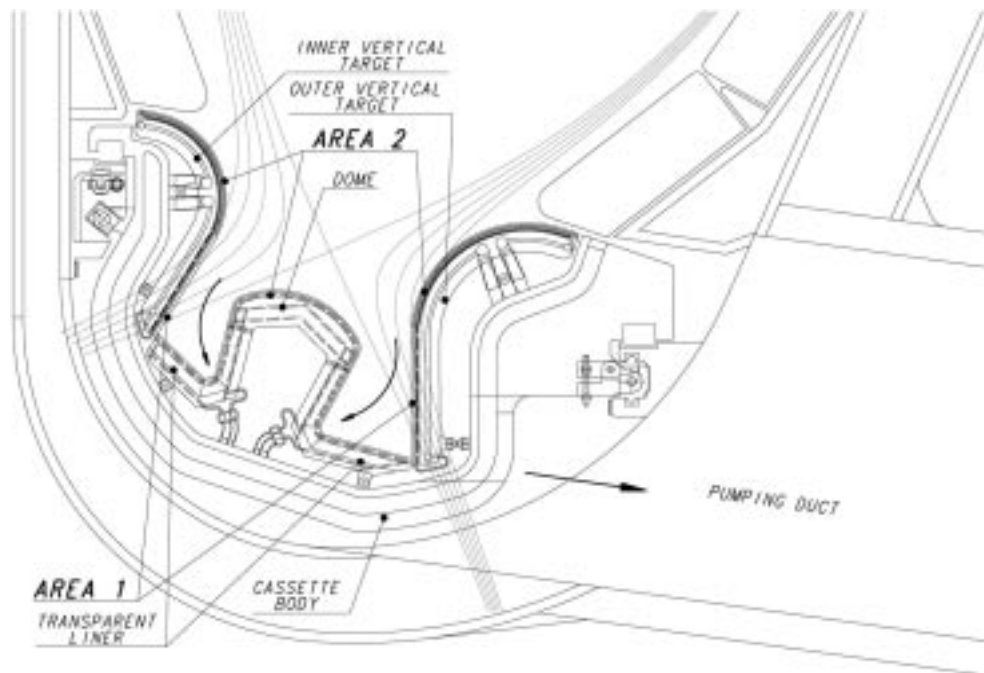 INNER VERTICAL
TARGET
OUTER VERTICAL
TARGET
AREA 2
DOME
PUMPING DUCT
AREA 1
CASSETTE
BODY
TRANSPARENT
LINER